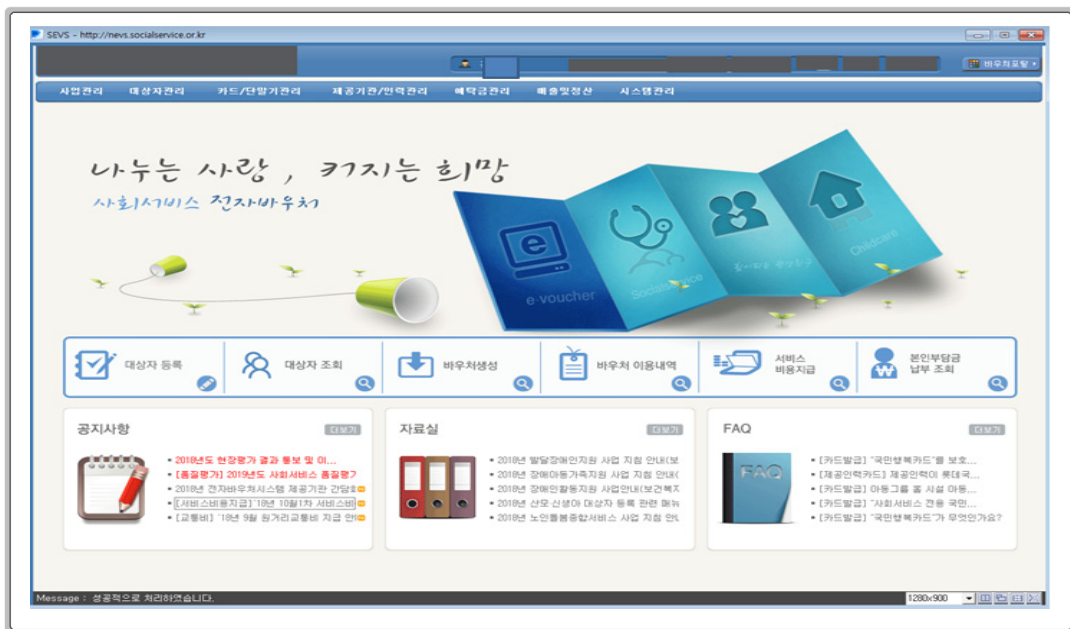 SEVS - http://nevs.socialservice.or.kr
바우처포탈
사업관리 대상자관리 카드/단말기관리 제공기관/인력관리 예탁금관리 매출및정산 시스템관리
나누는 사랑, 커지는 희망
사회서비스 전자바우처
e-voucher
Childcare
대상자 등록
대상자 조회
바우처생성
바우처 이용내역
서비스
비용지급
본인부담금
납부 조회
공지사항 더보기
2018년도 현장평가 결과 통보 및 이...
[품질평가] 2019년도 사회서비스 품질평가
2018년 전자바우처시스템 제공기관 간담회
[서비스비용지급]'18년 10월1차 서비스비
[교통비] '18년 9월 원거리교통비 지급 안
자료실 더보기
2018년 발달장애인지원 사업 지침 안내(보
2018년 장애아동가족지원 사업 지침 안내(
2018년 장애인활동지원 사업안내(보건복지
2018년 산모·신생아 대상자 등록 관련 매뉴
2018년 노인돌봄종합서비스 사업 지침 안
FAQ 더보기
FAQ
[카드발급] "국민행복카드"를 보호...
[제공인력카드] 제공인력이 롯데국...
[카드발급] 아동그룹 홈 시설 아동...
[카드발급] "사회서비스 전용 국민...
[카드발급] "국민행복카드"가 무엇인가요?
Message : 성공적으로 처리하였습니다.
1280x900